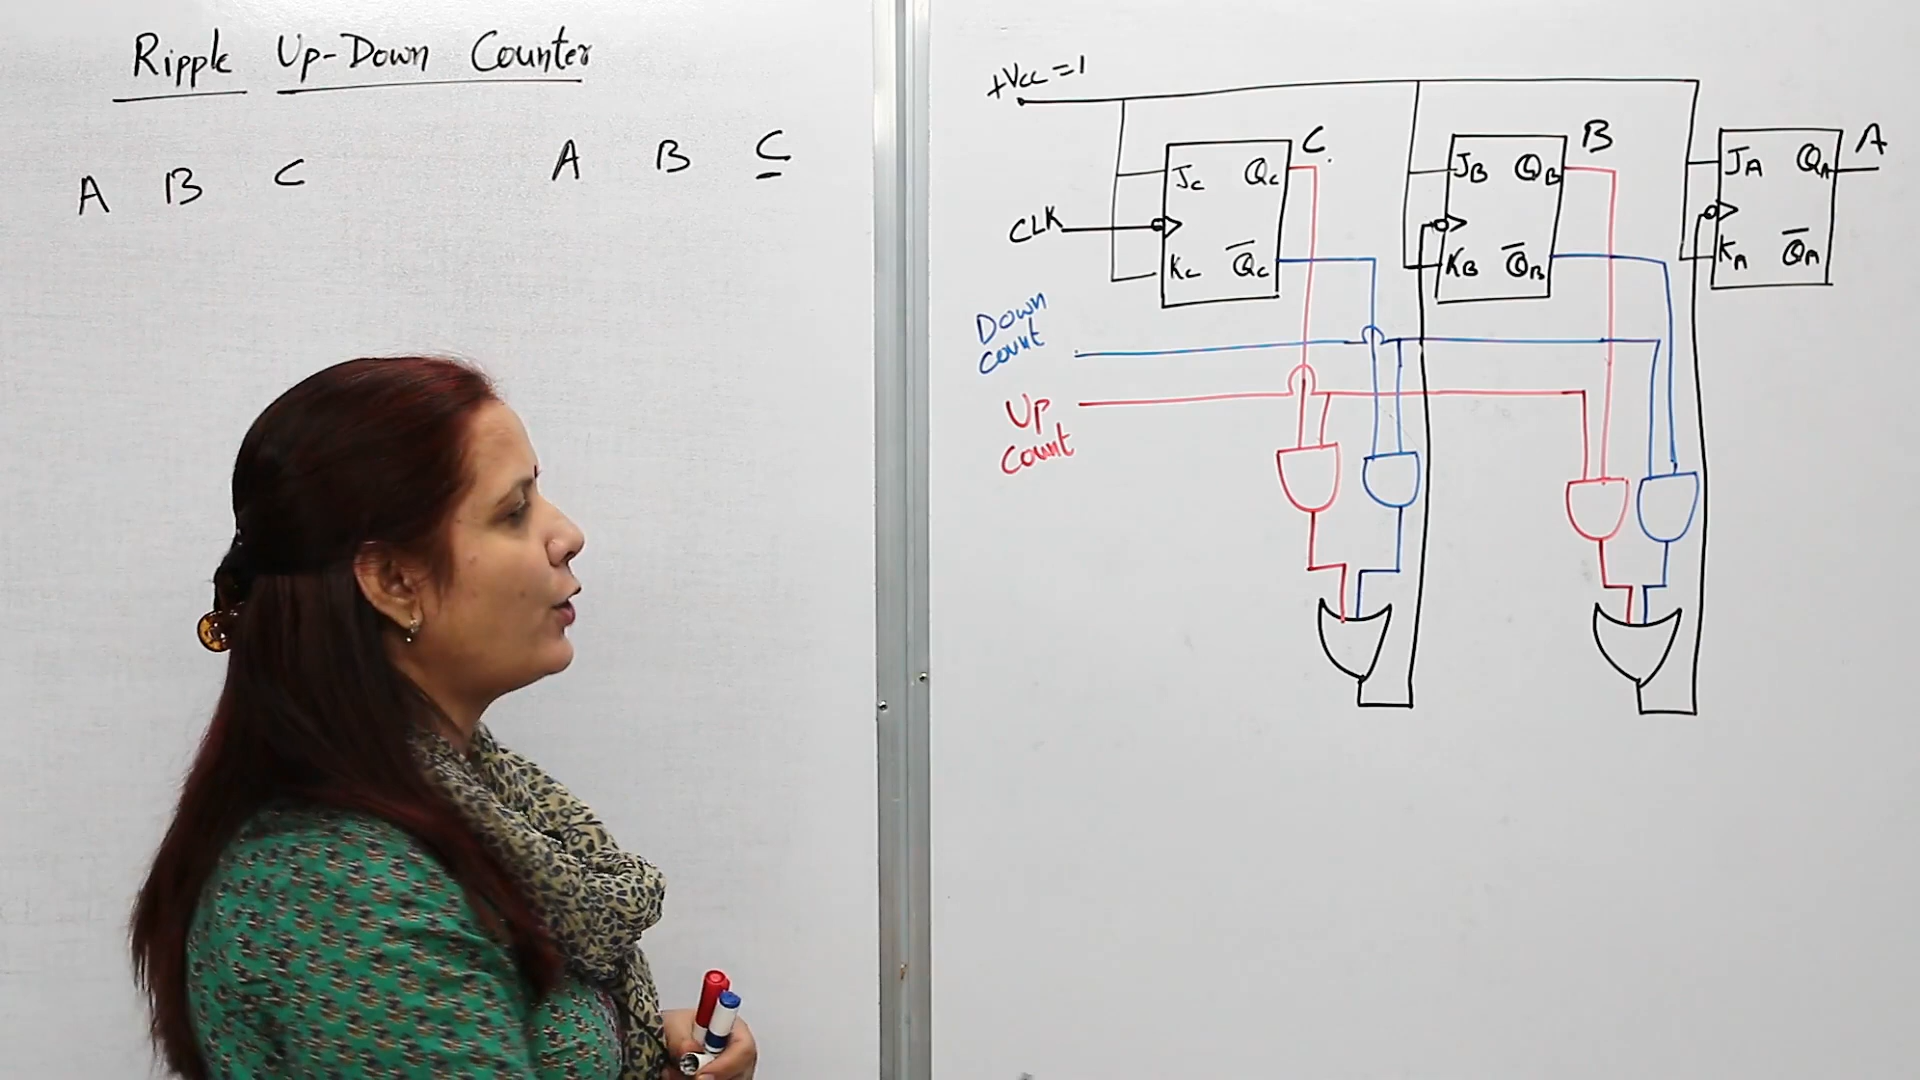 Ripple Up-Down Counter
A B C
A B C
+Vcc = 1
C
B
A
JC QC
JB QB
JA QA
CLK
KC Q̅C
KB Q̅B
KA Q̅A
Down
count
Up
Count